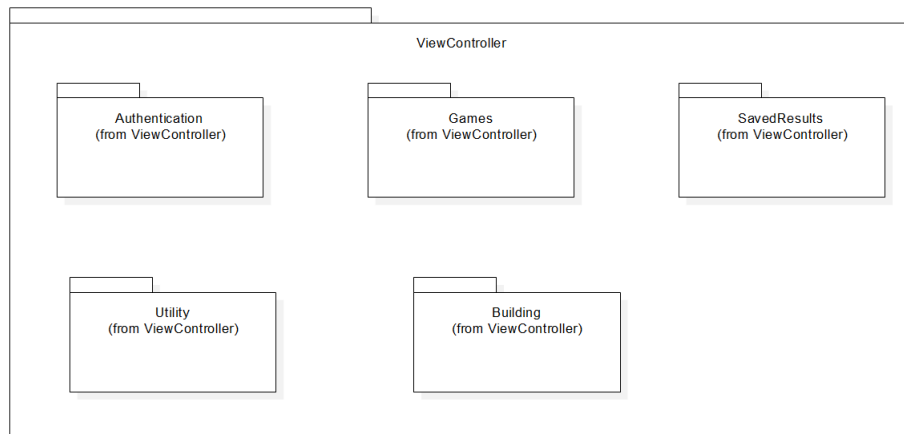 ViewController
Authentication
(from ViewController)
Games
(from ViewController)
SavedResults
(from ViewController)
Utility
(from ViewController)
Building
(from ViewController)